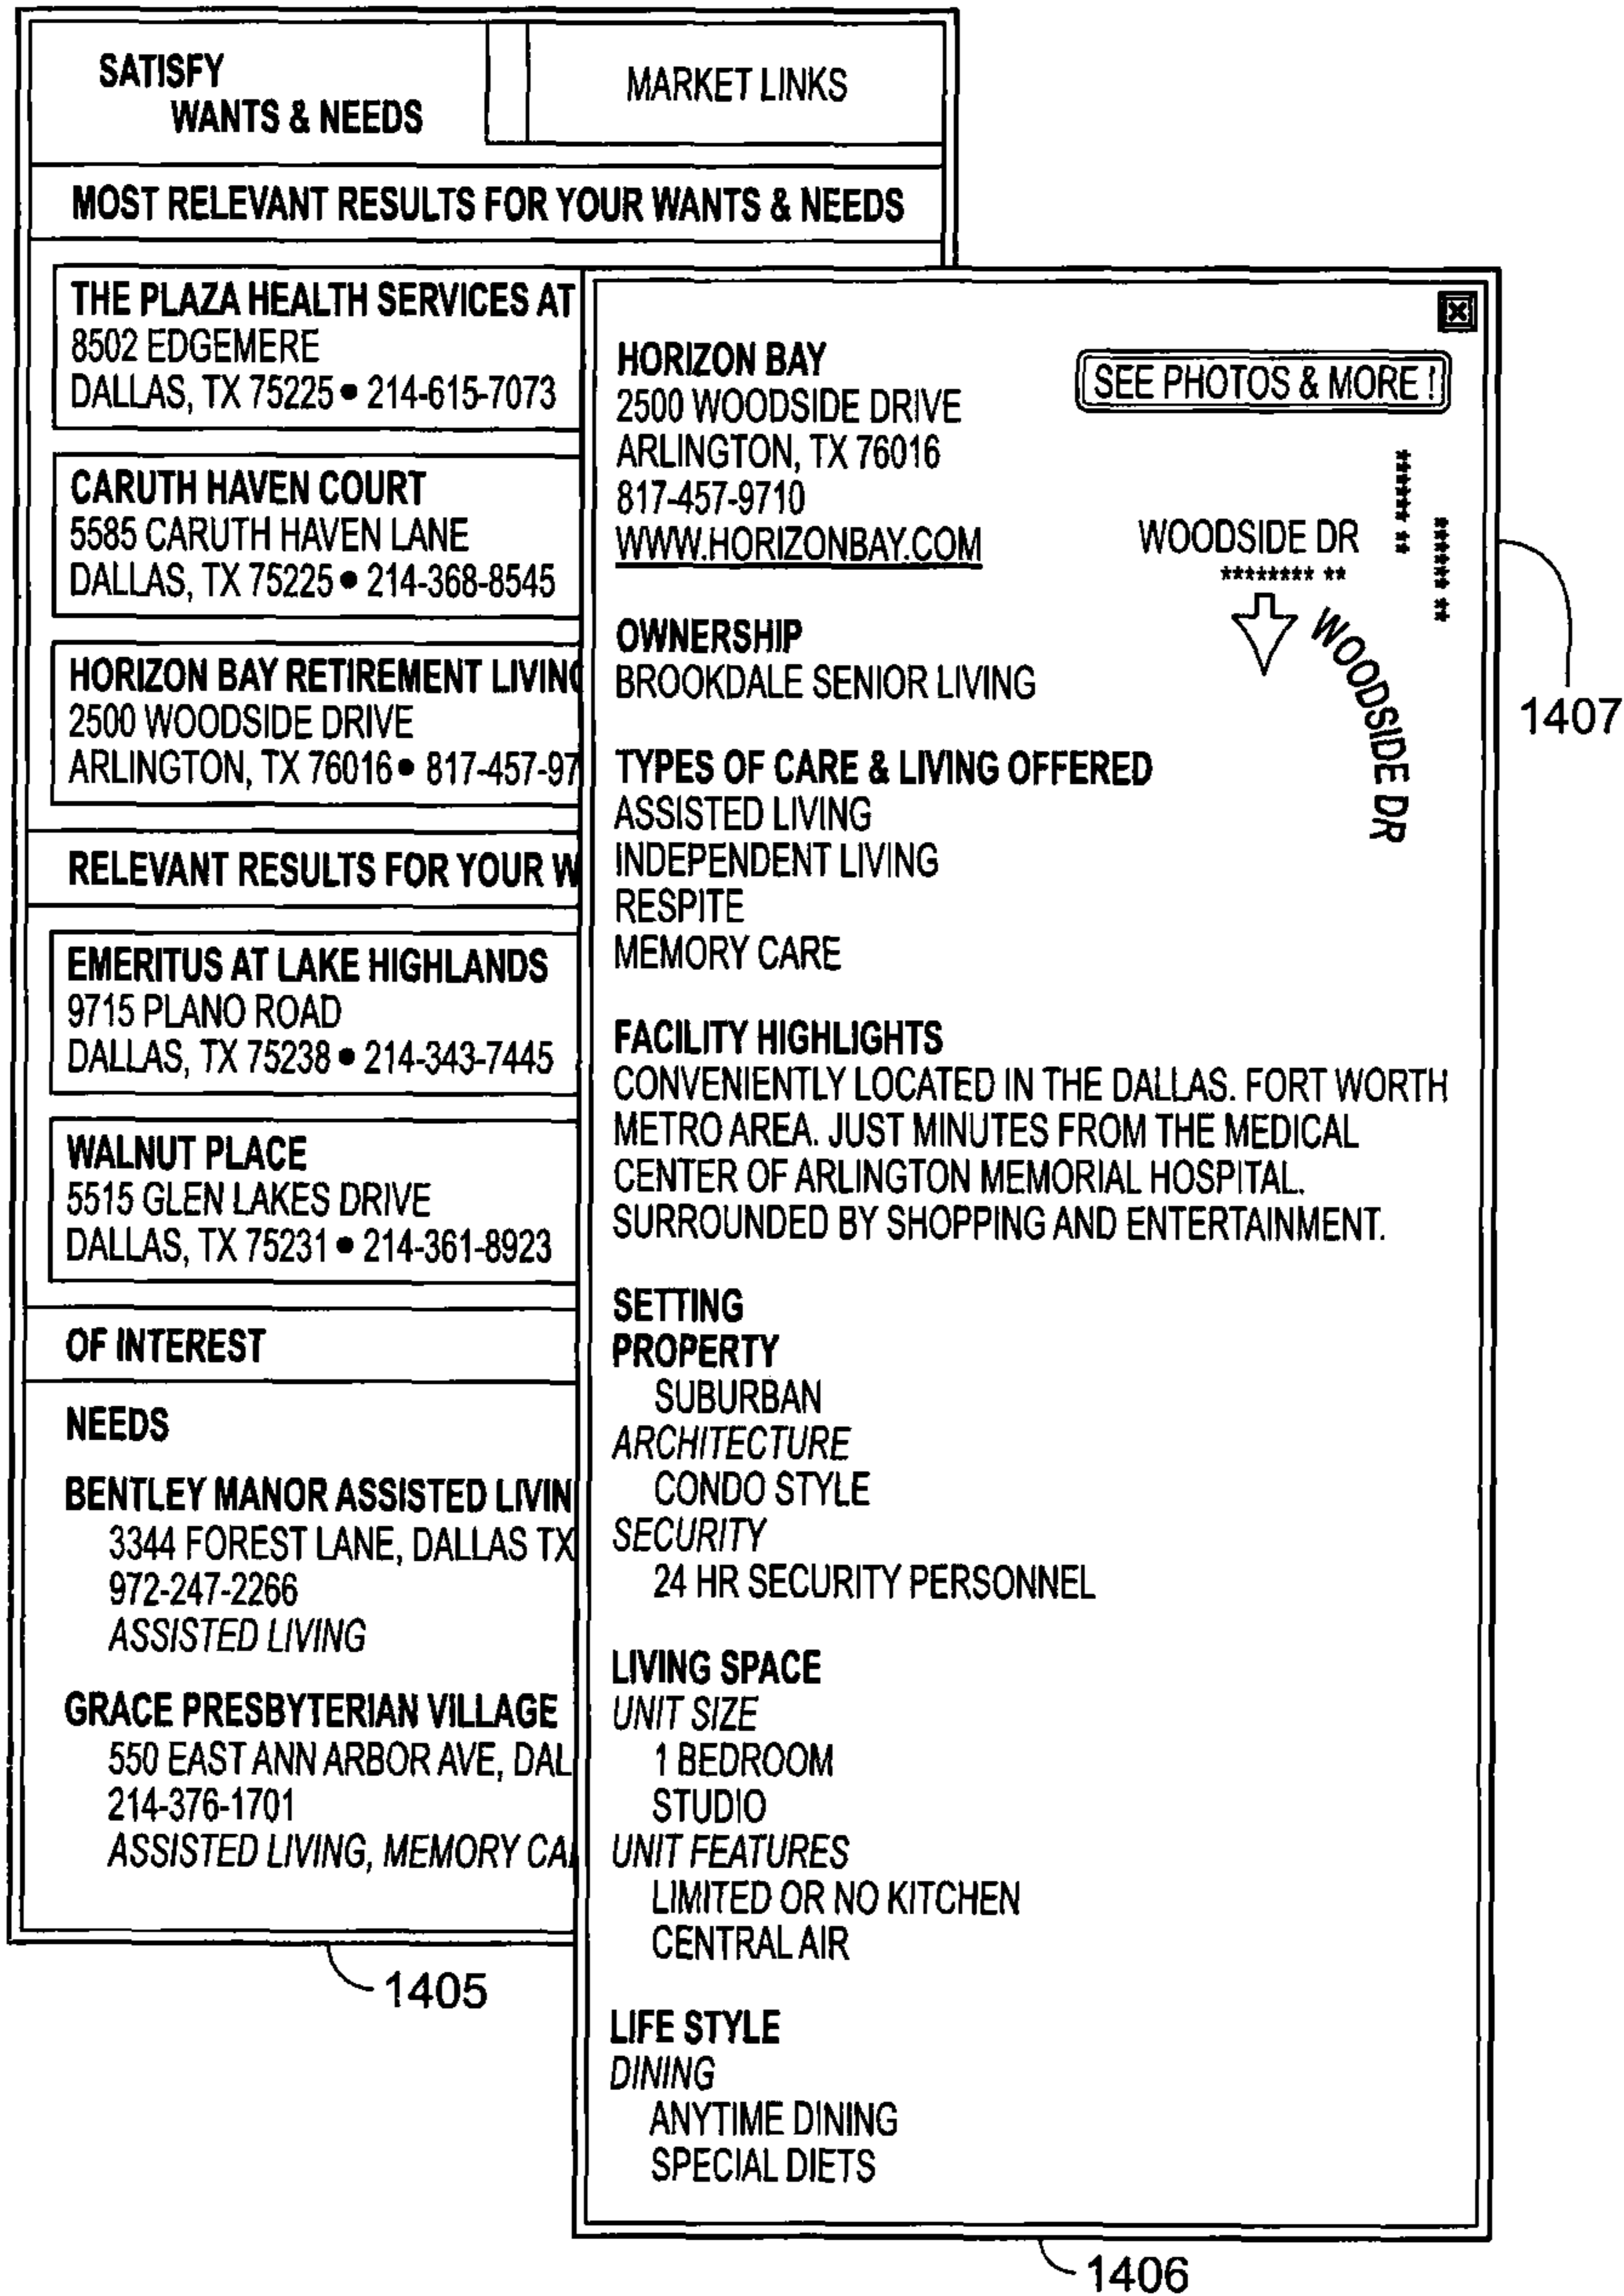 SATISFY
WANTS & NEEDS
MARKET LINKS
MOST RELEVANT RESULTS FOR YOUR WANTS & NEEDS
THE PLAZA HEALTH SERVICES AT
8502 EDGEMERE
DALLAS, TX 75225 • 214-615-7073
CARUTH HAVEN COURT
5585 CARUTH HAVEN LANE
DALLAS, TX 75225 • 214-368-8545
HORIZON BAY RETIREMENT LIVING
2500 WOODSIDE DRIVE
ARLINGTON, TX 76016 • 817-457-97
RELEVANT RESULTS FOR YOUR W
EMERITUS AT LAKE HIGHLANDS
9715 PLANO ROAD
DALLAS, TX 75238 • 214-343-7445
WALNUT PLACE
5515 GLEN LAKES DRIVE
DALLAS, TX 75231 • 214-361-8923
OF INTEREST
NEEDS
BENTLEY MANOR ASSISTED LIVIN
3344 FOREST LANE, DALLAS TX
972-247-2266
ASSISTED LIVING
GRACE PRESBYTERIAN VILLAGE
550 EAST ANN ARBOR AVE, DAL
214-376-1701
ASSISTED LIVING, MEMORY CA
1405
HORIZON BAY
2500 WOODSIDE DRIVE
ARLINGTON, TX 76016
817-457-9710
WWW.HORIZONBAY.COM
SEE PHOTOS & MORE !
WOODSIDE DR
******** **
****** **
****** **
WOODSIDE DR
1407
OWNERSHIP
BROOKDALE SENIOR LIVING
TYPES OF CARE & LIVING OFFERED
ASSISTED LIVING
INDEPENDENT LIVING
RESPITE
MEMORY CARE
FACILITY HIGHLIGHTS
CONVENIENTLY LOCATED IN THE DALLAS. FORT WORTH
METRO AREA. JUST MINUTES FROM THE MEDICAL
CENTER OF ARLINGTON MEMORIAL HOSPITAL.
SURROUNDED BY SHOPPING AND ENTERTAINMENT.
SETTING
PROPERTY
SUBURBAN
ARCHITECTURE
CONDO STYLE
SECURITY
24 HR SECURITY PERSONNEL
LIVING SPACE
UNIT SIZE
1 BEDROOM
STUDIO
UNIT FEATURES
LIMITED OR NO KITCHEN
CENTRAL AIR
LIFE STYLE
DINING
ANYTIME DINING
SPECIAL DIETS
1406